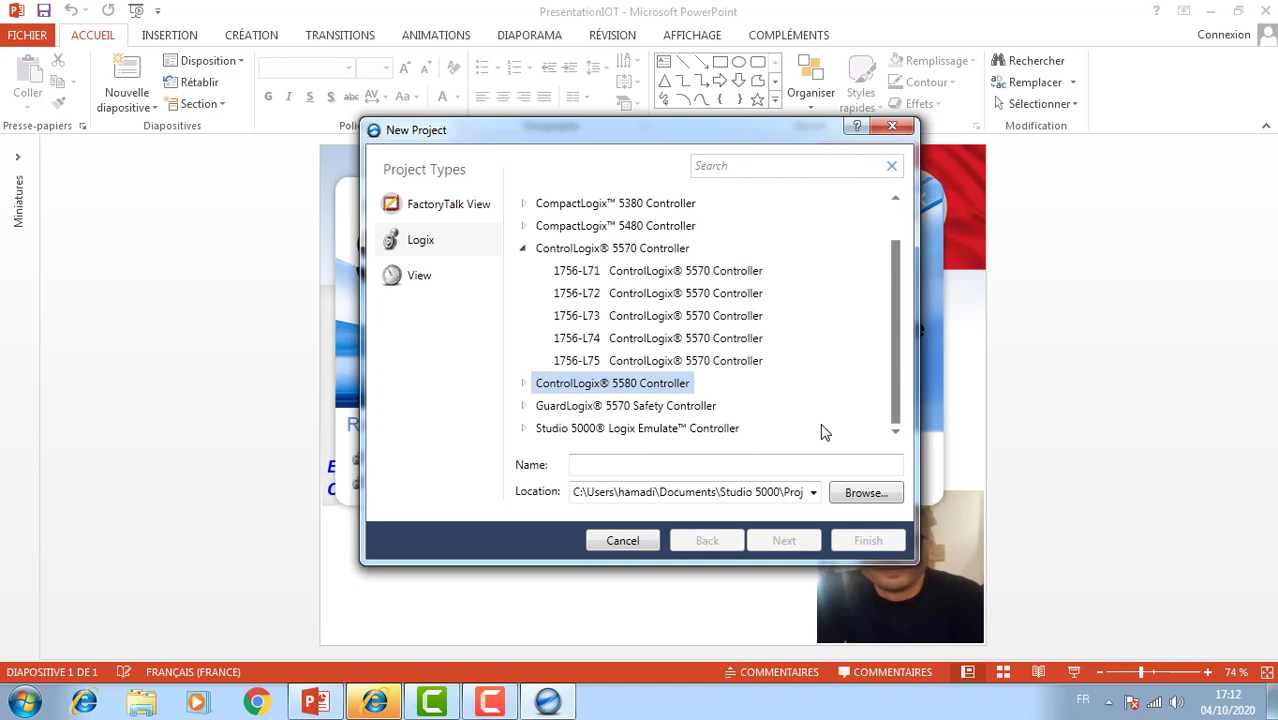 PresentationIOT - Microsoft PowerPoint
FICHIER ACCUEIL INSERTION CRÉATION TRANSITIONS ANIMATIONS DIAPORAMA RÉVISION AFFICHAGE COMPLÉMENTS Connexion
Coller
Nouvelle diapositive
Disposition
Rétablir
Section
G I S S abc AV Aa A
Organiser
Styles rapides
Remplissage
Contour
Effets
Rechercher
Remplacer
Sélectionner
Presse-papiers Diapositives Modification
Miniatures
New Project
Project Types
FactoryTalk View
Logix
View
Search
CompactLogix™ 5380 Controller
CompactLogix™ 5480 Controller
ControlLogix® 5570 Controller
1756-L71 ControlLogix® 5570 Controller
1756-L72 ControlLogix® 5570 Controller
1756-L73 ControlLogix® 5570 Controller
1756-L74 ControlLogix® 5570 Controller
1756-L75 ControlLogix® 5570 Controller
ControlLogix® 5580 Controller
GuardLogix® 5570 Safety Controller
Studio 5000® Logix Emulate™ Controller
Name:
Location: C:\Users\hamadi\Documents\Studio 5000\Proj Browse...
Cancel Back Next Finish
DIAPOSITIVE 1 DE 1 FRANÇAIS (FRANCE) COMMENTAIRES COMMENTAIRES 74 %
FR 17:12
04/10/2020